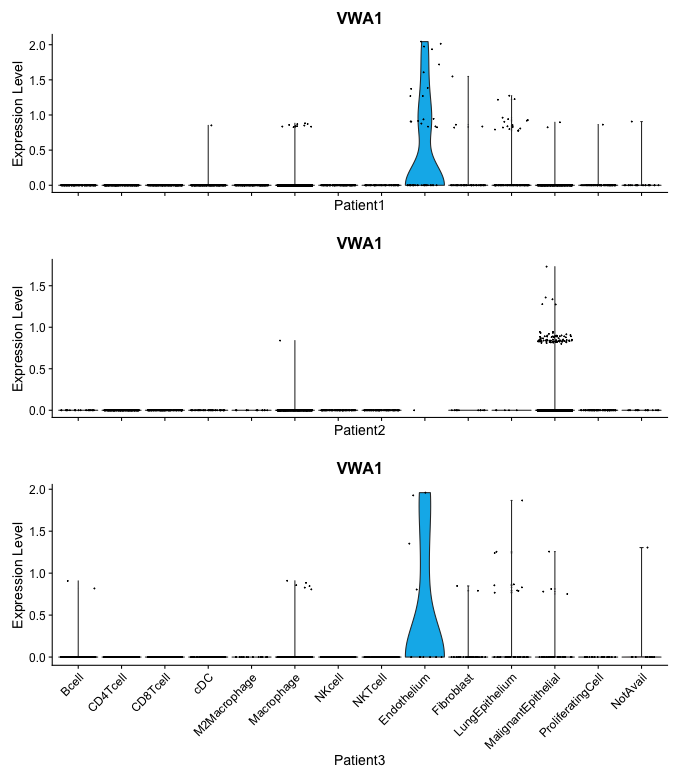 VWA1
Expression Level
2.0
1.5
1.0
0.5
0.0
Patient1
VWA1
Expression Level
1.5
1.0
0.5
0.0
Patient2
VWA1
Expression Level
2.0
1.5
1.0
0.5
0.0
Bcell
CD4Tcell
CD8Tcell
cDC
M2Macrophage
Macrophage
NKcell
NKTcell
Endothelium
Fibroblast
LungEpithelium
MalignantEpithelial
ProliferatingCell
NotAvail
Patient3